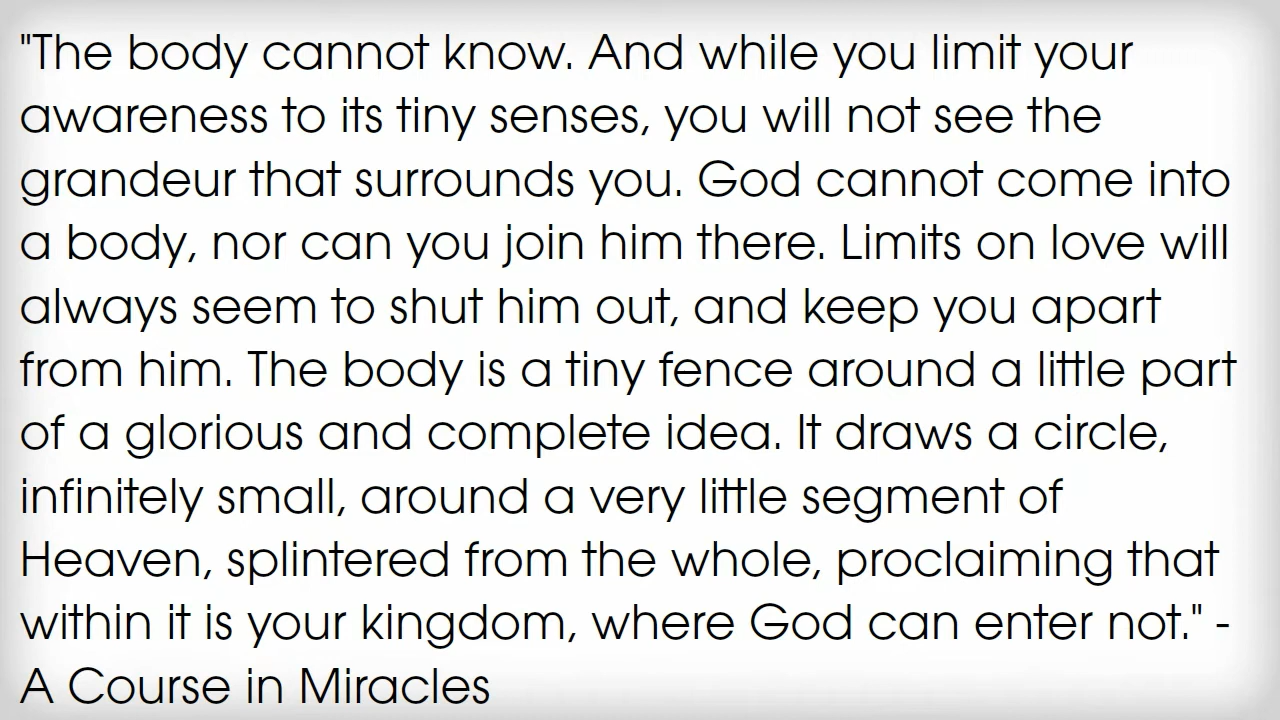 "The body cannot know. And while you limit your
awareness to its tiny senses, you will not see the
grandeur that surrounds you. God cannot come into
a body, nor can you join him there. Limits on love will
always seem to shut him out, and keep you apart
from him. The body is a tiny fence around a little part
of a glorious and complete idea. It draws a circle,
infinitely small, around a very little segment of
Heaven, splintered from the whole, proclaiming that
within it is your kingdom, where God can enter not." -
A Course in Miracles